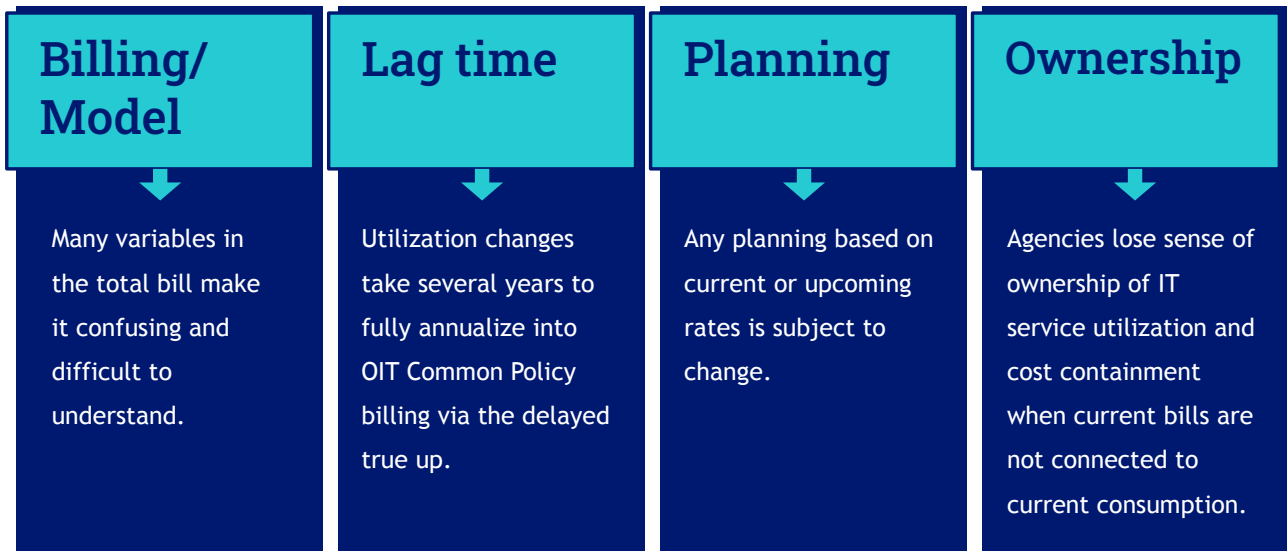 Billing/
Model
Many variables in
the total bill make
it confusing and
difficult to
understand.
Lag time
Utilization changes
take several years to
fully annualize into
OIT Common Policy
billing via the delayed
true up.
Planning
Any planning based on
current or upcoming
rates is subject to
change.
Ownership
Agencies lose sense of
ownership of IT
service utilization and
cost containment
when current bills are
not connected to
current consumption.